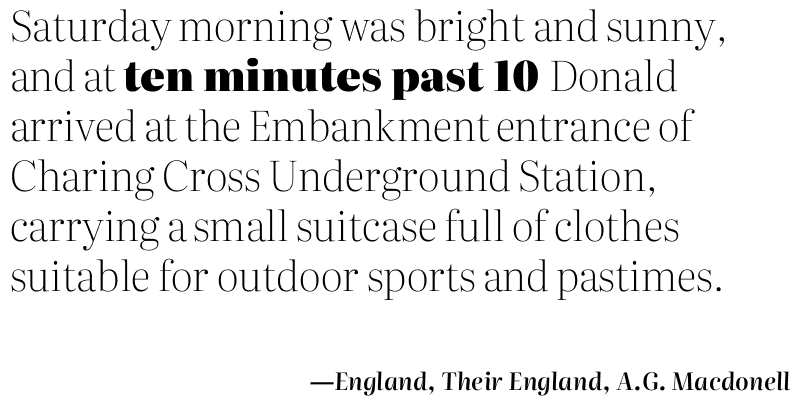 Saturday morning was bright and sunny,
and at ten minutes past 10 Donald
arrived at the Embankment entrance of
Charing Cross Underground Station,
carrying a small suitcase full of clothes
suitable for outdoor sports and pastimes.
—England, Their England, A.G. Macdonell